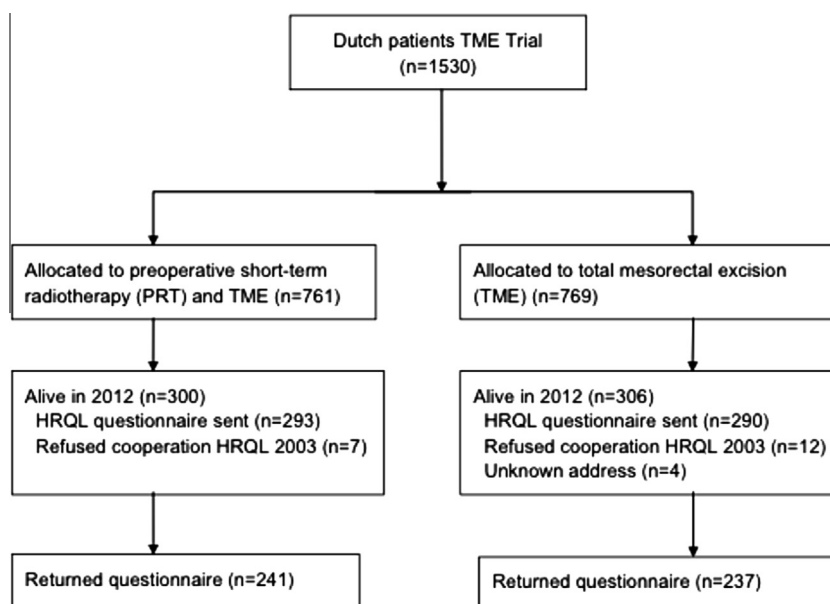 Dutch patients TME Trial
(n=1530)
Allocated to preoperative short-term
radiotherapy (PRT) and TME (n=761)
Allocated to total mesorectal excision
(TME) (n=769)
Alive in 2012 (n=300)
HRQL questionnaire sent (n=293)
Refused cooperation HRQL 2003 (n=7)
Alive in 2012 (n=306)
HRQL questionnaire sent (n=290)
Refused cooperation HRQL 2003 (n=12)
Unknown address (n=4)
Returned questionnaire (n=241)
Returned questionnaire (n=237)